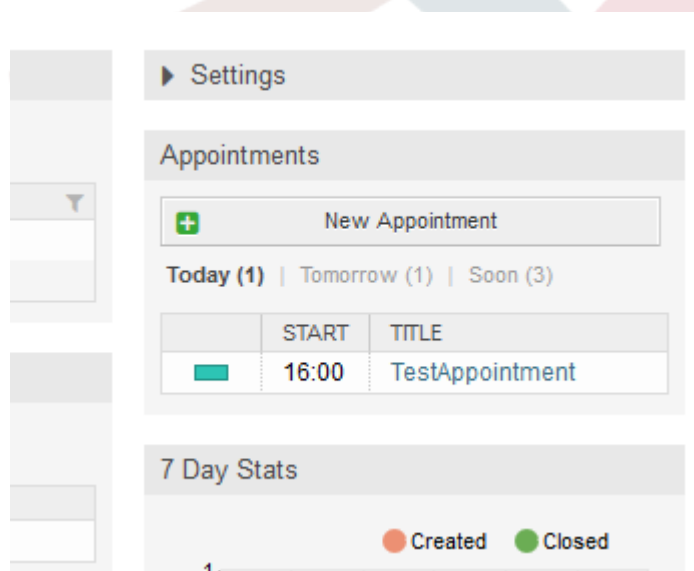 Settings
Appointments
New Appointment
Today (1) | Tomorrow (1) | Soon (3)
START TITLE
16:00 TestAppointment
7 Day Stats
Created Closed
1